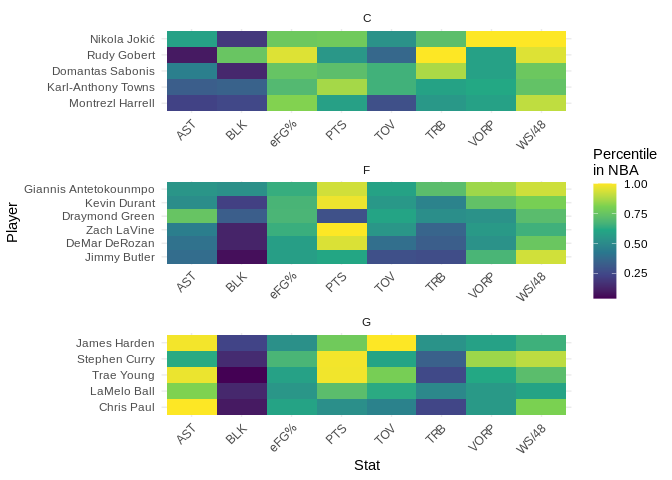 C
Nikola Jokić
Rudy Gobert
Domantas Sabonis
Karl-Anthony Towns
Montrezl Harrell
AST BLK eFG% PTS TOV TRB VORP WS/48
F
Giannis Antetokounmpo
Kevin Durant
Draymond Green
Zach LaVine
DeMar DeRozan
Jimmy Butler
AST BLK eFG% PTS TOV TRB VORP WS/48
G
James Harden
Stephen Curry
Trae Young
LaMelo Ball
Chris Paul
AST BLK eFG% PTS TOV TRB VORP WS/48
Stat
Player
Percentile
in NBA
1.00
0.75
0.50
0.25